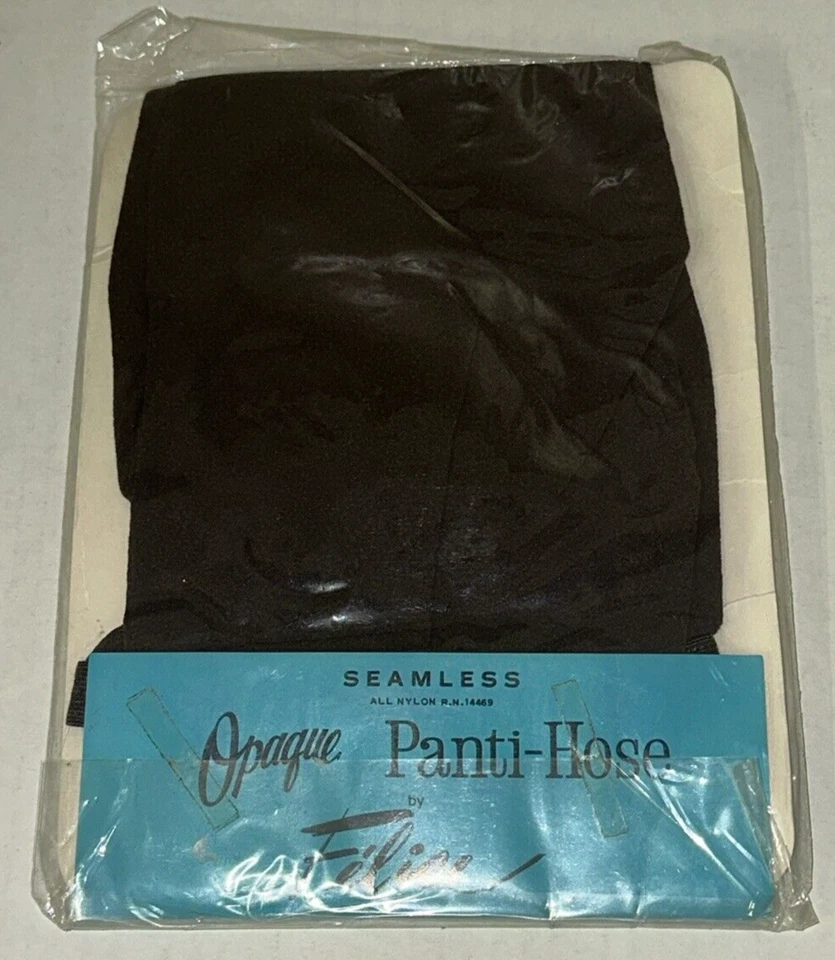 SEAMLESS
ALL NYLON R.N. 14469
Opaque Panti-Hose
by